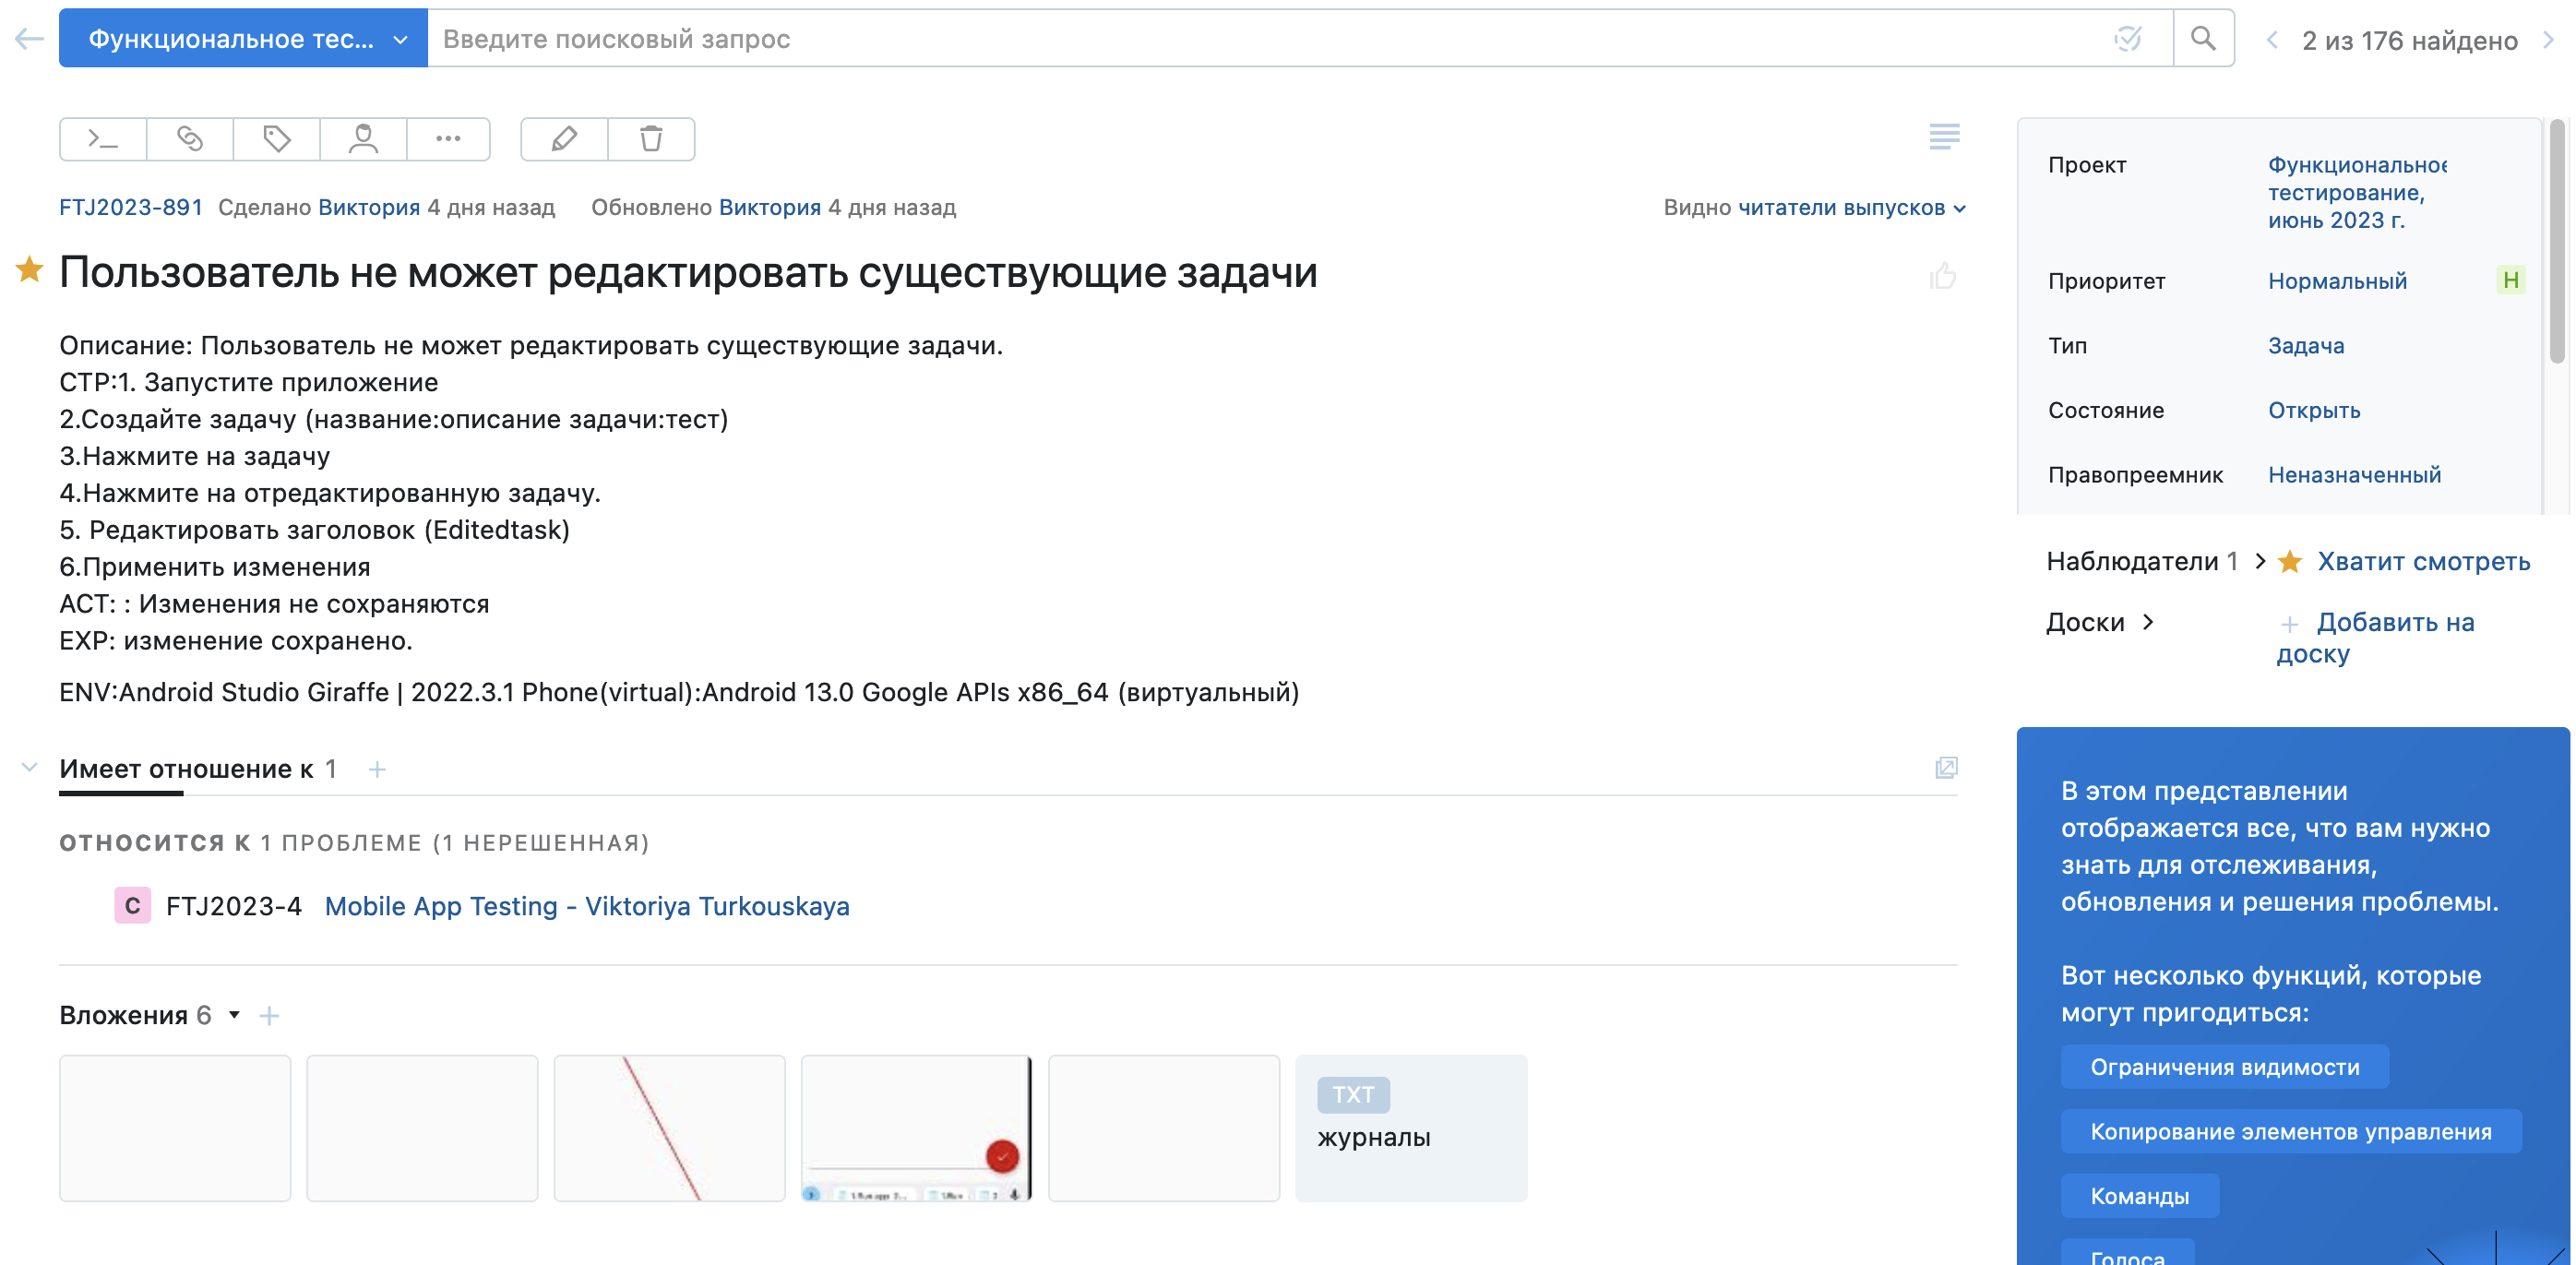 Функциональное тес...
Введите поисковый запрос
2 из 176 найдено
FTJ2023-891 Сделано Виктория 4 дня назад Обновлено Виктория 4 дня назад
Видно читатели выпусков
Пользователь не может редактировать существующие задачи
Описание: Пользователь не может редактировать существующие задачи.
СТР:1. Запустите приложение
2.Создайте задачу (название:описание задачи:тест)
3.Нажмите на задачу
4.Нажмите на отредактированную задачу.
5. Редактировать заголовок (Editedtask)
6.Применить изменения
ACT: : Изменения не сохраняются
EXP: изменение сохранено.
ENV:Android Studio Giraffe | 2022.3.1 Phone(virtual):Android 13.0 Google APIs x86_64 (виртуальный)
Имеет отношение к 1
ОТНОСИТСЯ К 1 ПРОБЛЕМЕ (1 НЕРЕШЕННАЯ)
C FTJ2023-4 Mobile App Testing - Viktoriya Turkouskaya
Вложения 6
TXT
журналы
Проект
Функциональное
тестирование,
июнь 2023 г.
Приоритет Нормальный Н
Тип Задача
Состояние Открыть
Правопреемник Неназначенный
Наблюдатели 1 Хватит смотреть
Доски
Добавить на
доску
В этом представлении
отображается все, что вам нужно
знать для отслеживания,
обновления и решения проблемы.
Вот несколько функций, которые
могут пригодиться:
Ограничения видимости
Копирование элементов управления
Команды
Голоса